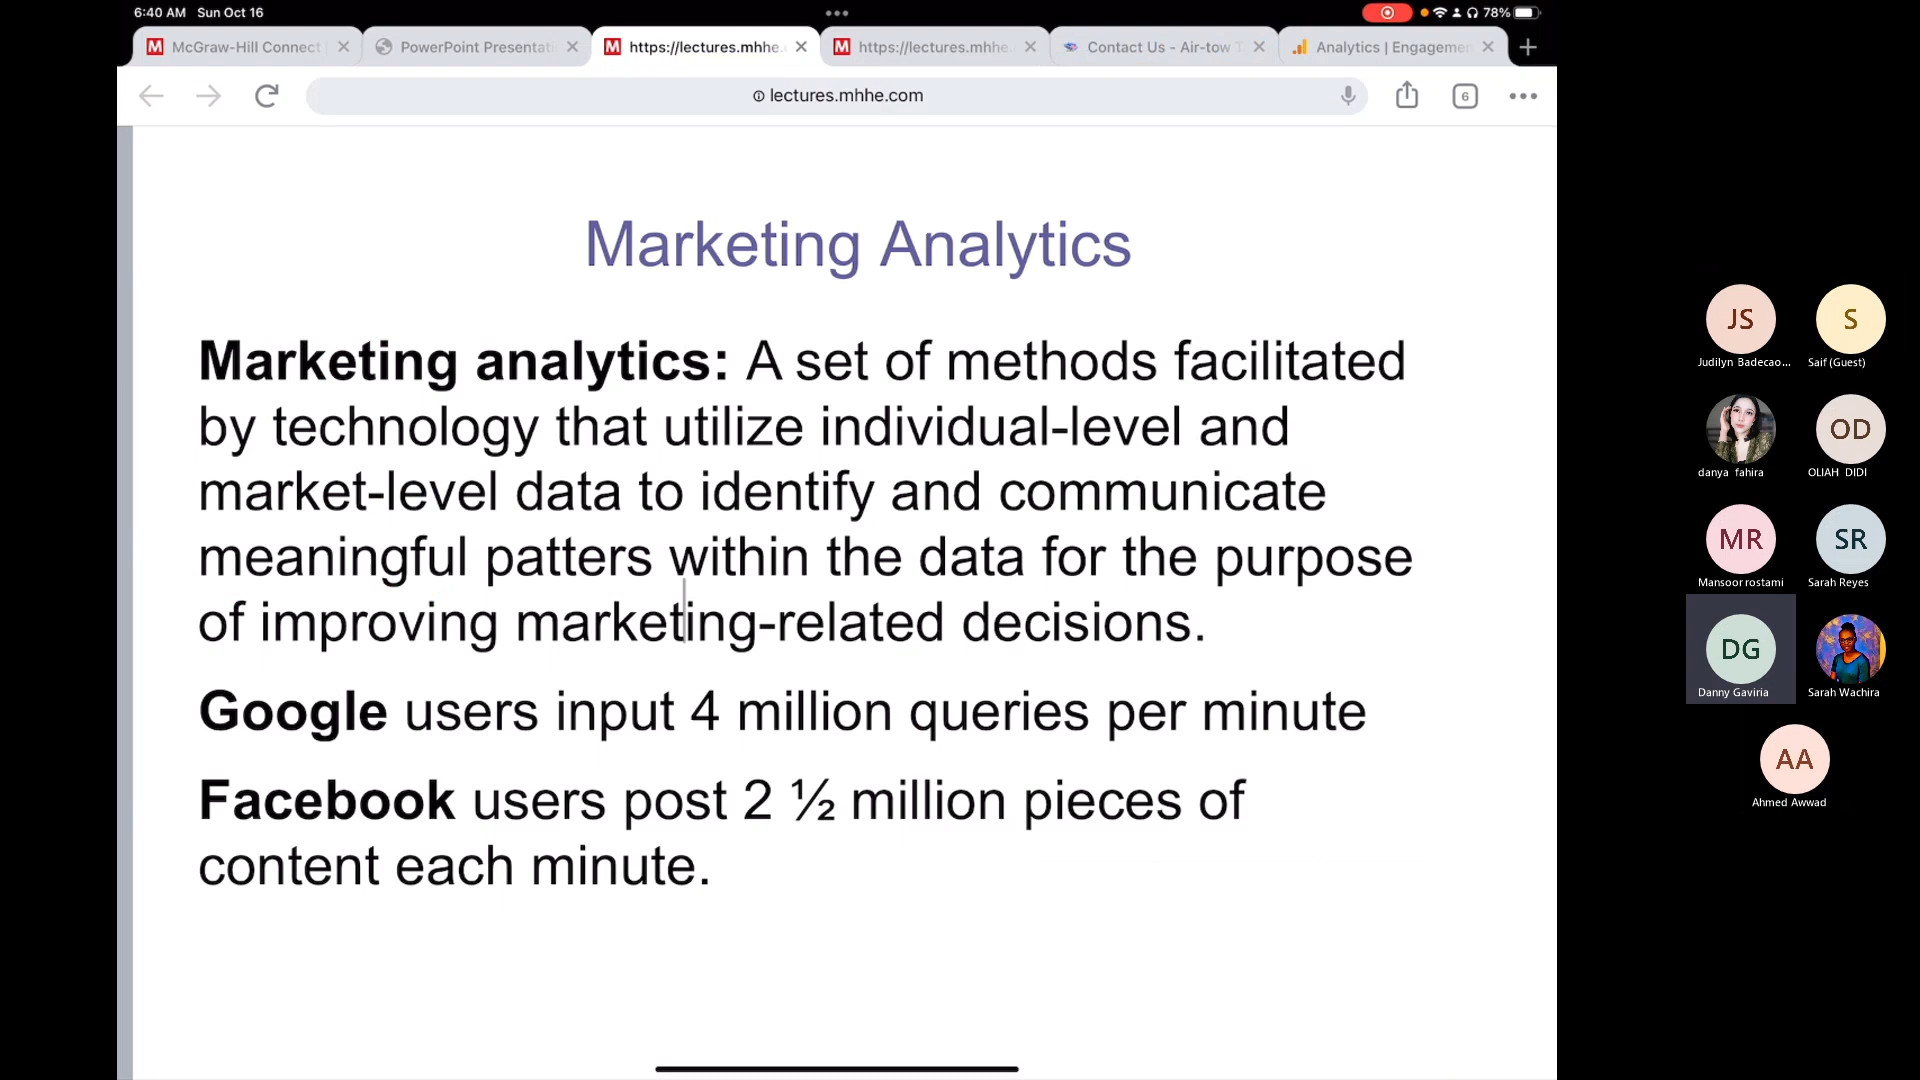 6:40 AM Sun Oct 16
78%
McGraw-Hill Connect
PowerPoint Presentati
https://lectures.mhhe.
https://lectures.mhhe.
Contact Us - Air-tow T
Analytics | Engagemen
lectures.mhhe.com
6
Marketing Analytics
Marketing analytics: A set of methods facilitated
by technology that utilize individual-level and
market-level data to identify and communicate
meaningful patters within the data for the purpose
of improving marketing-related decisions.
Google users input 4 million queries per minute
Facebook users post 2 ½ million pieces of
content each minute.
JS
Judilyn Badecao...
S
Saif (Guest)
danya fahira
OD
OLIAH DIDI
MR
Mansoor rostami
SR
Sarah Reyes
DG
Danny Gaviria
Sarah Wachira
AA
Ahmed Awwad